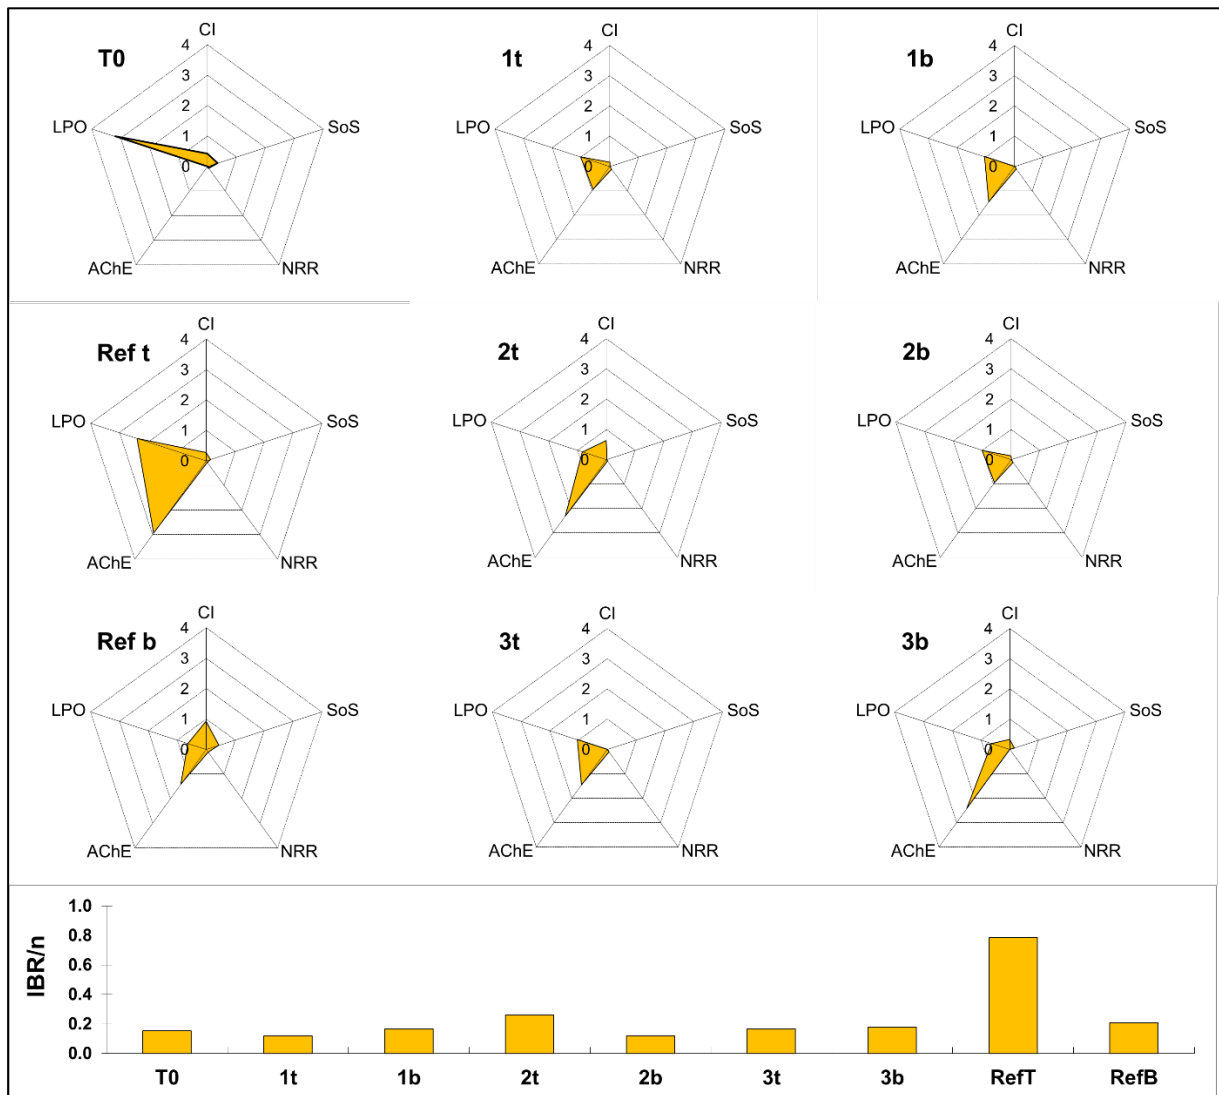 T0
CI
4
3
2
1
0
LPO
SoS
AChE
NRR
1t
CI
4
3
2
1
0
LPO
SoS
AChE
NRR
1b
CI
4
3
2
1
0
LPO
SoS
AChE
NRR
Ref t
CI
4
3
2
1
0
LPO
SoS
AChE
NRR
2t
CI
4
3
2
1
0
LPO
SoS
AChE
NRR
2b
CI
4
3
2
1
0
LPO
SoS
AChE
NRR
Ref b
CI
4
3
2
1
0
LPO
SoS
AChE
NRR
3t
CI
4
3
2
1
0
LPO
SoS
AChE
NRR
3b
CI
4
3
2
1
0
LPO
SoS
AChE
NRR
IBR/n
1.0
0.8
0.6
0.4
0.2
0.0
T0 1t 1b 2t 2b 3t 3b RefT RefB